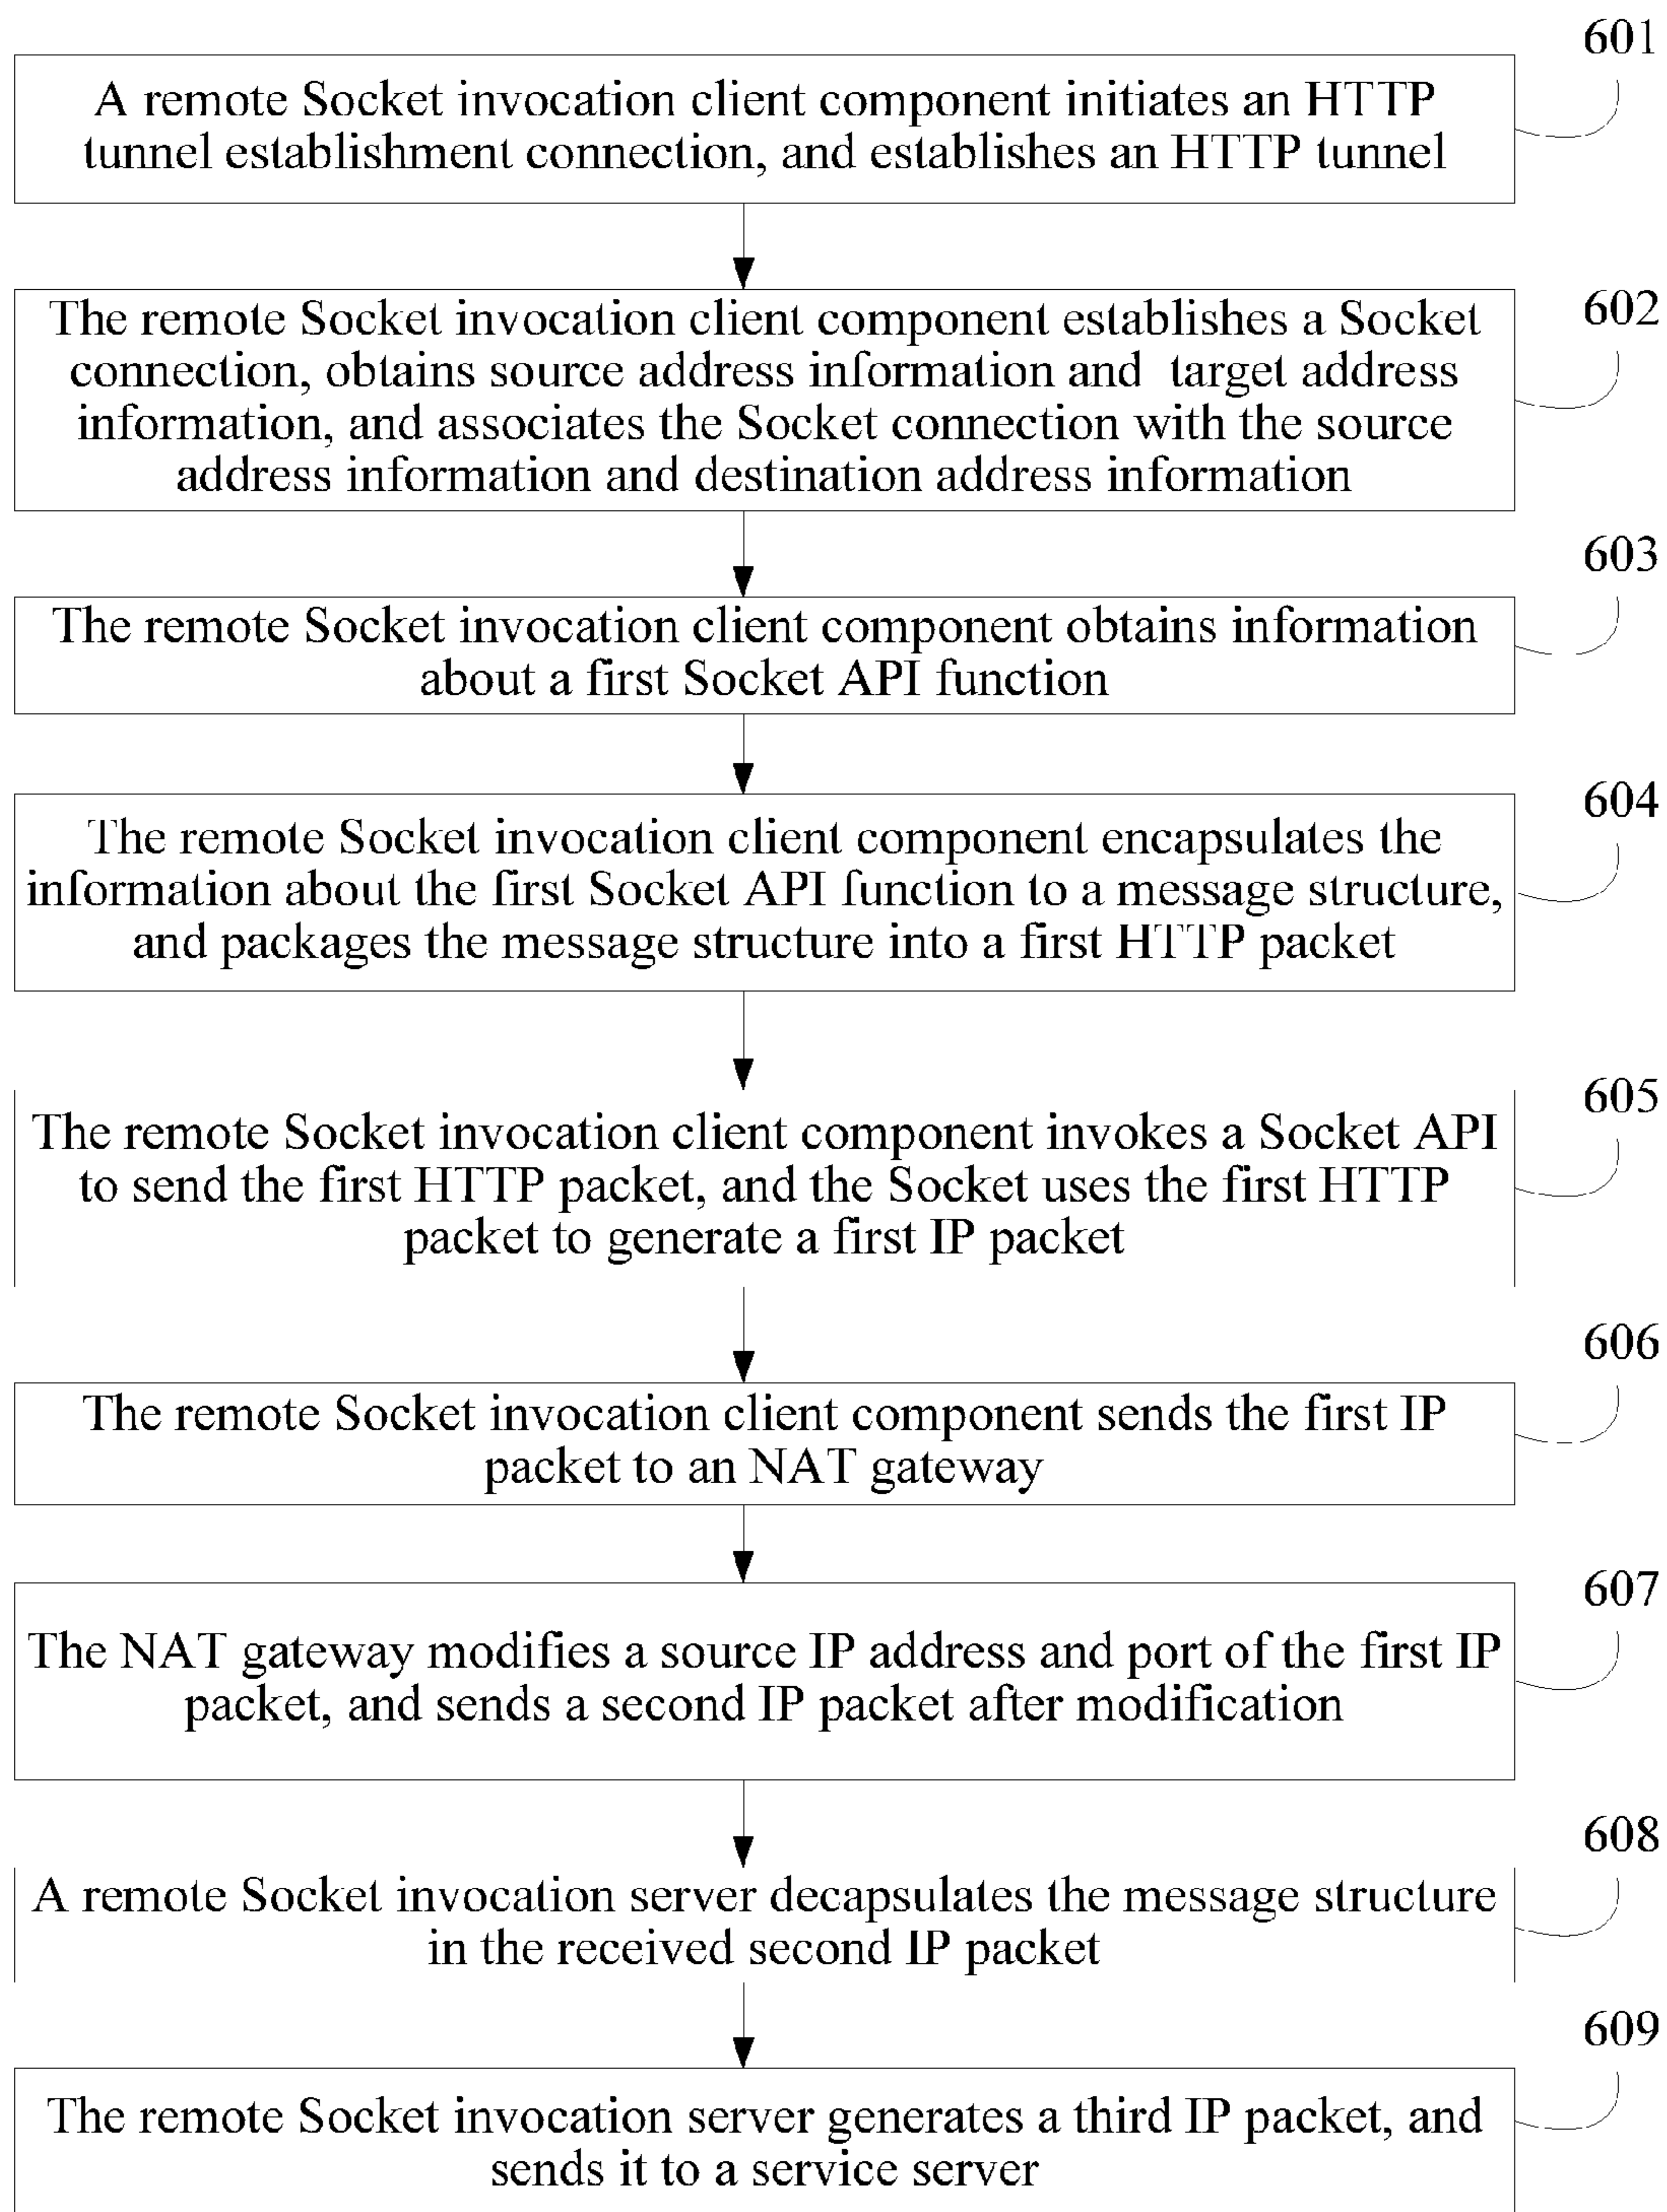 601
A remote Socket invocation client component initiates an HTTP
tunnel establishment connection, and establishes an HTTP tunnel
602
The remote Socket invocation client component establishes a Socket
connection, obtains source address information and target address
information, and associates the Socket connection with the source
address information and destination address information
603
The remote Socket invocation client component obtains information
about a first Socket API function
604
The remote Socket invocation client component encapsulates the
information about the first Socket API function to a message structure,
and packages the message structure into a first HTTP packet
605
The remote Socket invocation client component invokes a Socket API
to send the first HTTP packet, and the Socket uses the first HTTP
packet to generate a first IP packet
606
The remote Socket invocation client component sends the first IP
packet to an NAT gateway
607
The NAT gateway modifies a source IP address and port of the first IP
packet, and sends a second IP packet after modification
608
A remote Socket invocation server decapsulates the message structure
in the received second IP packet
609
The remote Socket invocation server generates a third IP packet, and
sends it to a service server